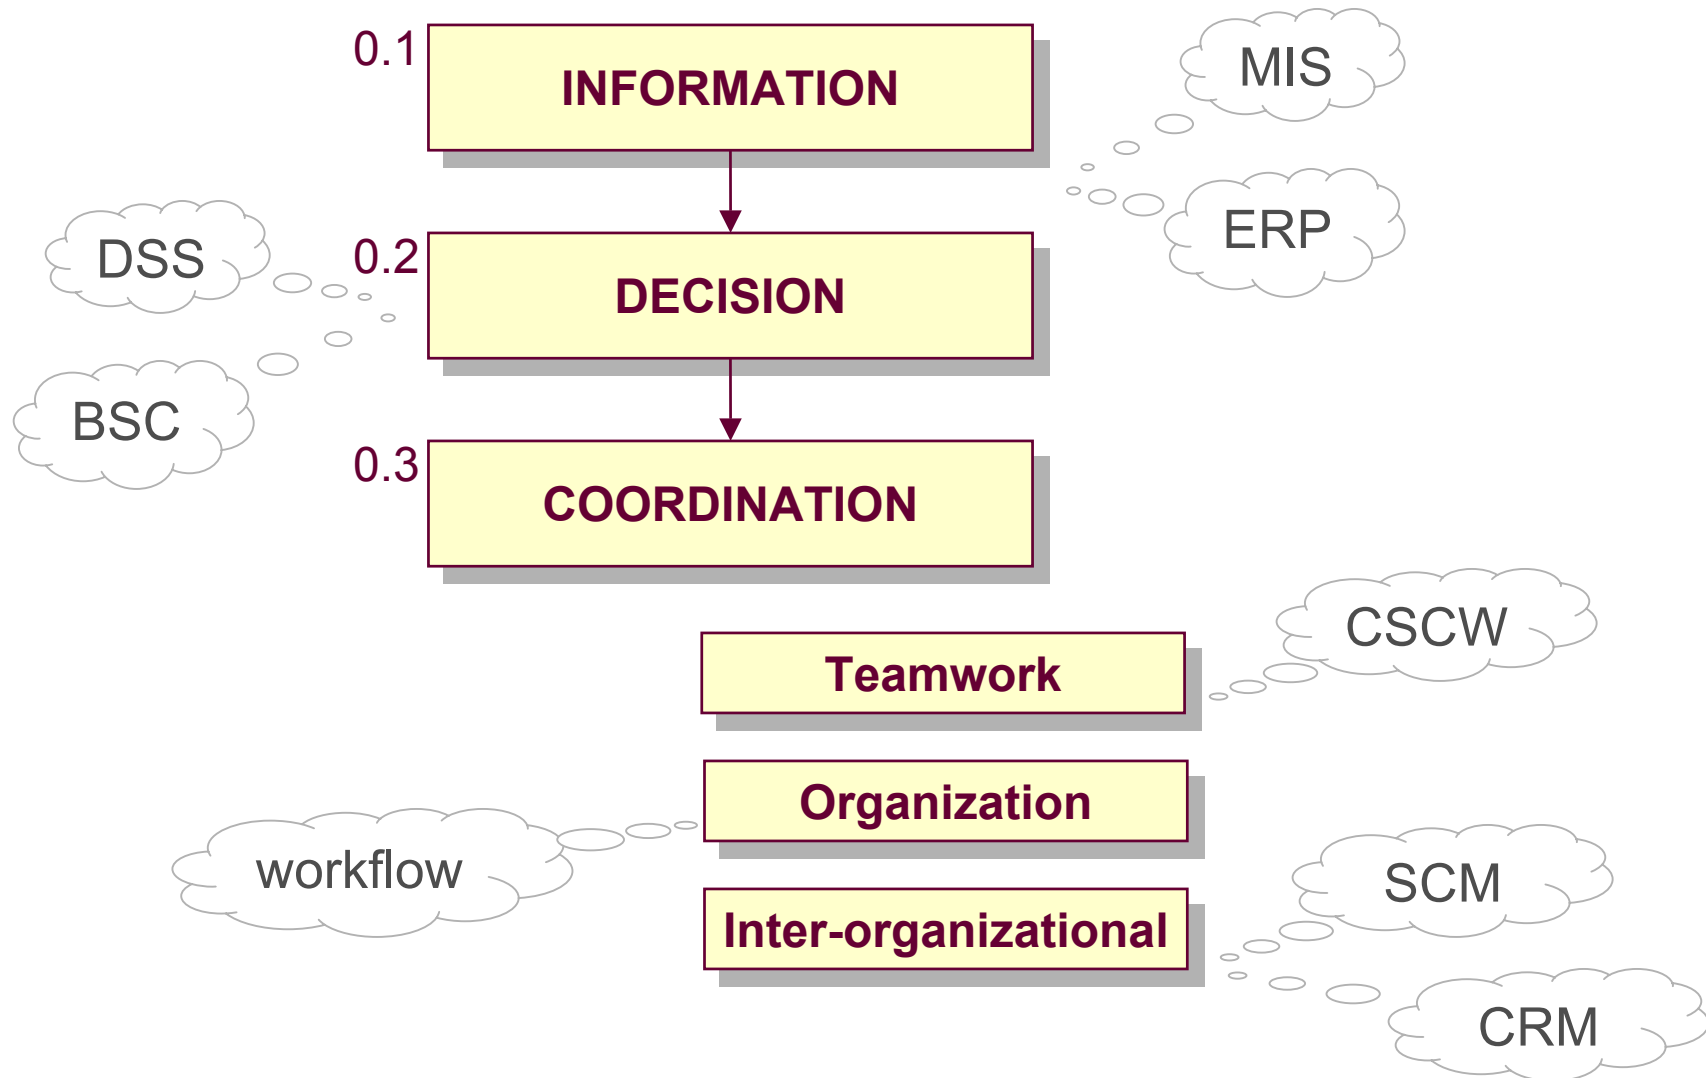 0.1
INFORMATION
MIS
ERP
DSS
0.2
DECISION
BSC
0.3
COORDINATION
CSCW
Teamwork
Organization
workflow
SCM
Inter-organizational
CRM